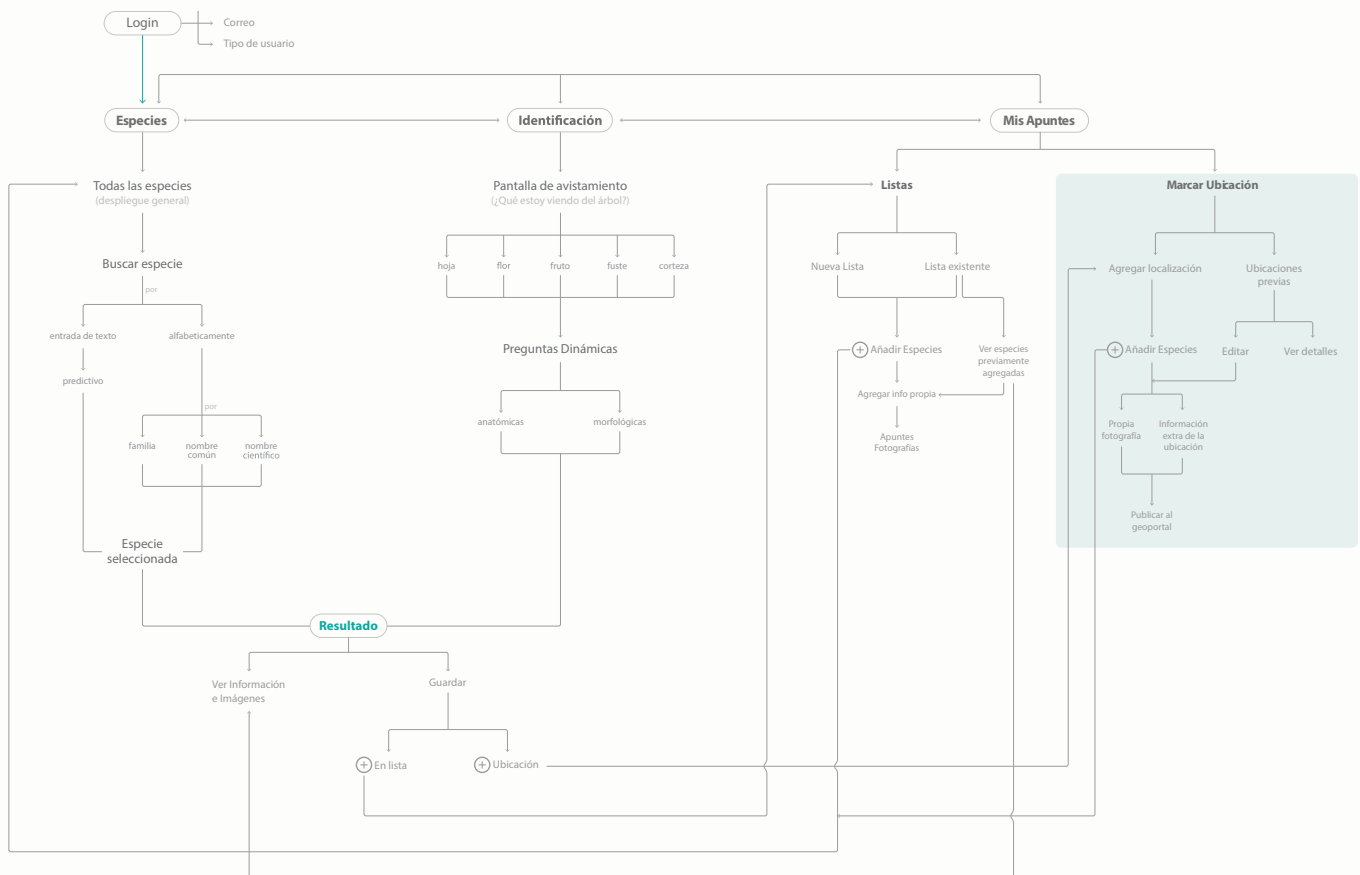 Login
Correo
Tipo de usuario
Especies
Identificación
Mis Apuntes
Todas las especies
(despliegue general)
Pantalla de avistamiento
(¿Qué estoy viendo del árbol?)
Listas
Marcar Ubicación
Buscar especie
por
hoja
flor
fruto
fuste
corteza
Nueva Lista
Lista existente
Agregar localización
Ubicaciones
previas
entrada de texto
alfabeticamente
predictivo
Preguntas Dinámicas
Añadir Especies
Ver especies
previamente
agregadas
Añadir Especies
Editar
Ver detalles
por
familia
nombre
común
nombre
científico
anatómicas
morfológicas
Agregar info propia
Apuntes
Fotografías
Propia
fotografía
Información
extra de la
ubicación
Publicar al
geoportal
Especie
seleccionada
Resultado
Ver Información
e Imágenes
Guardar
En lista
Ubicación